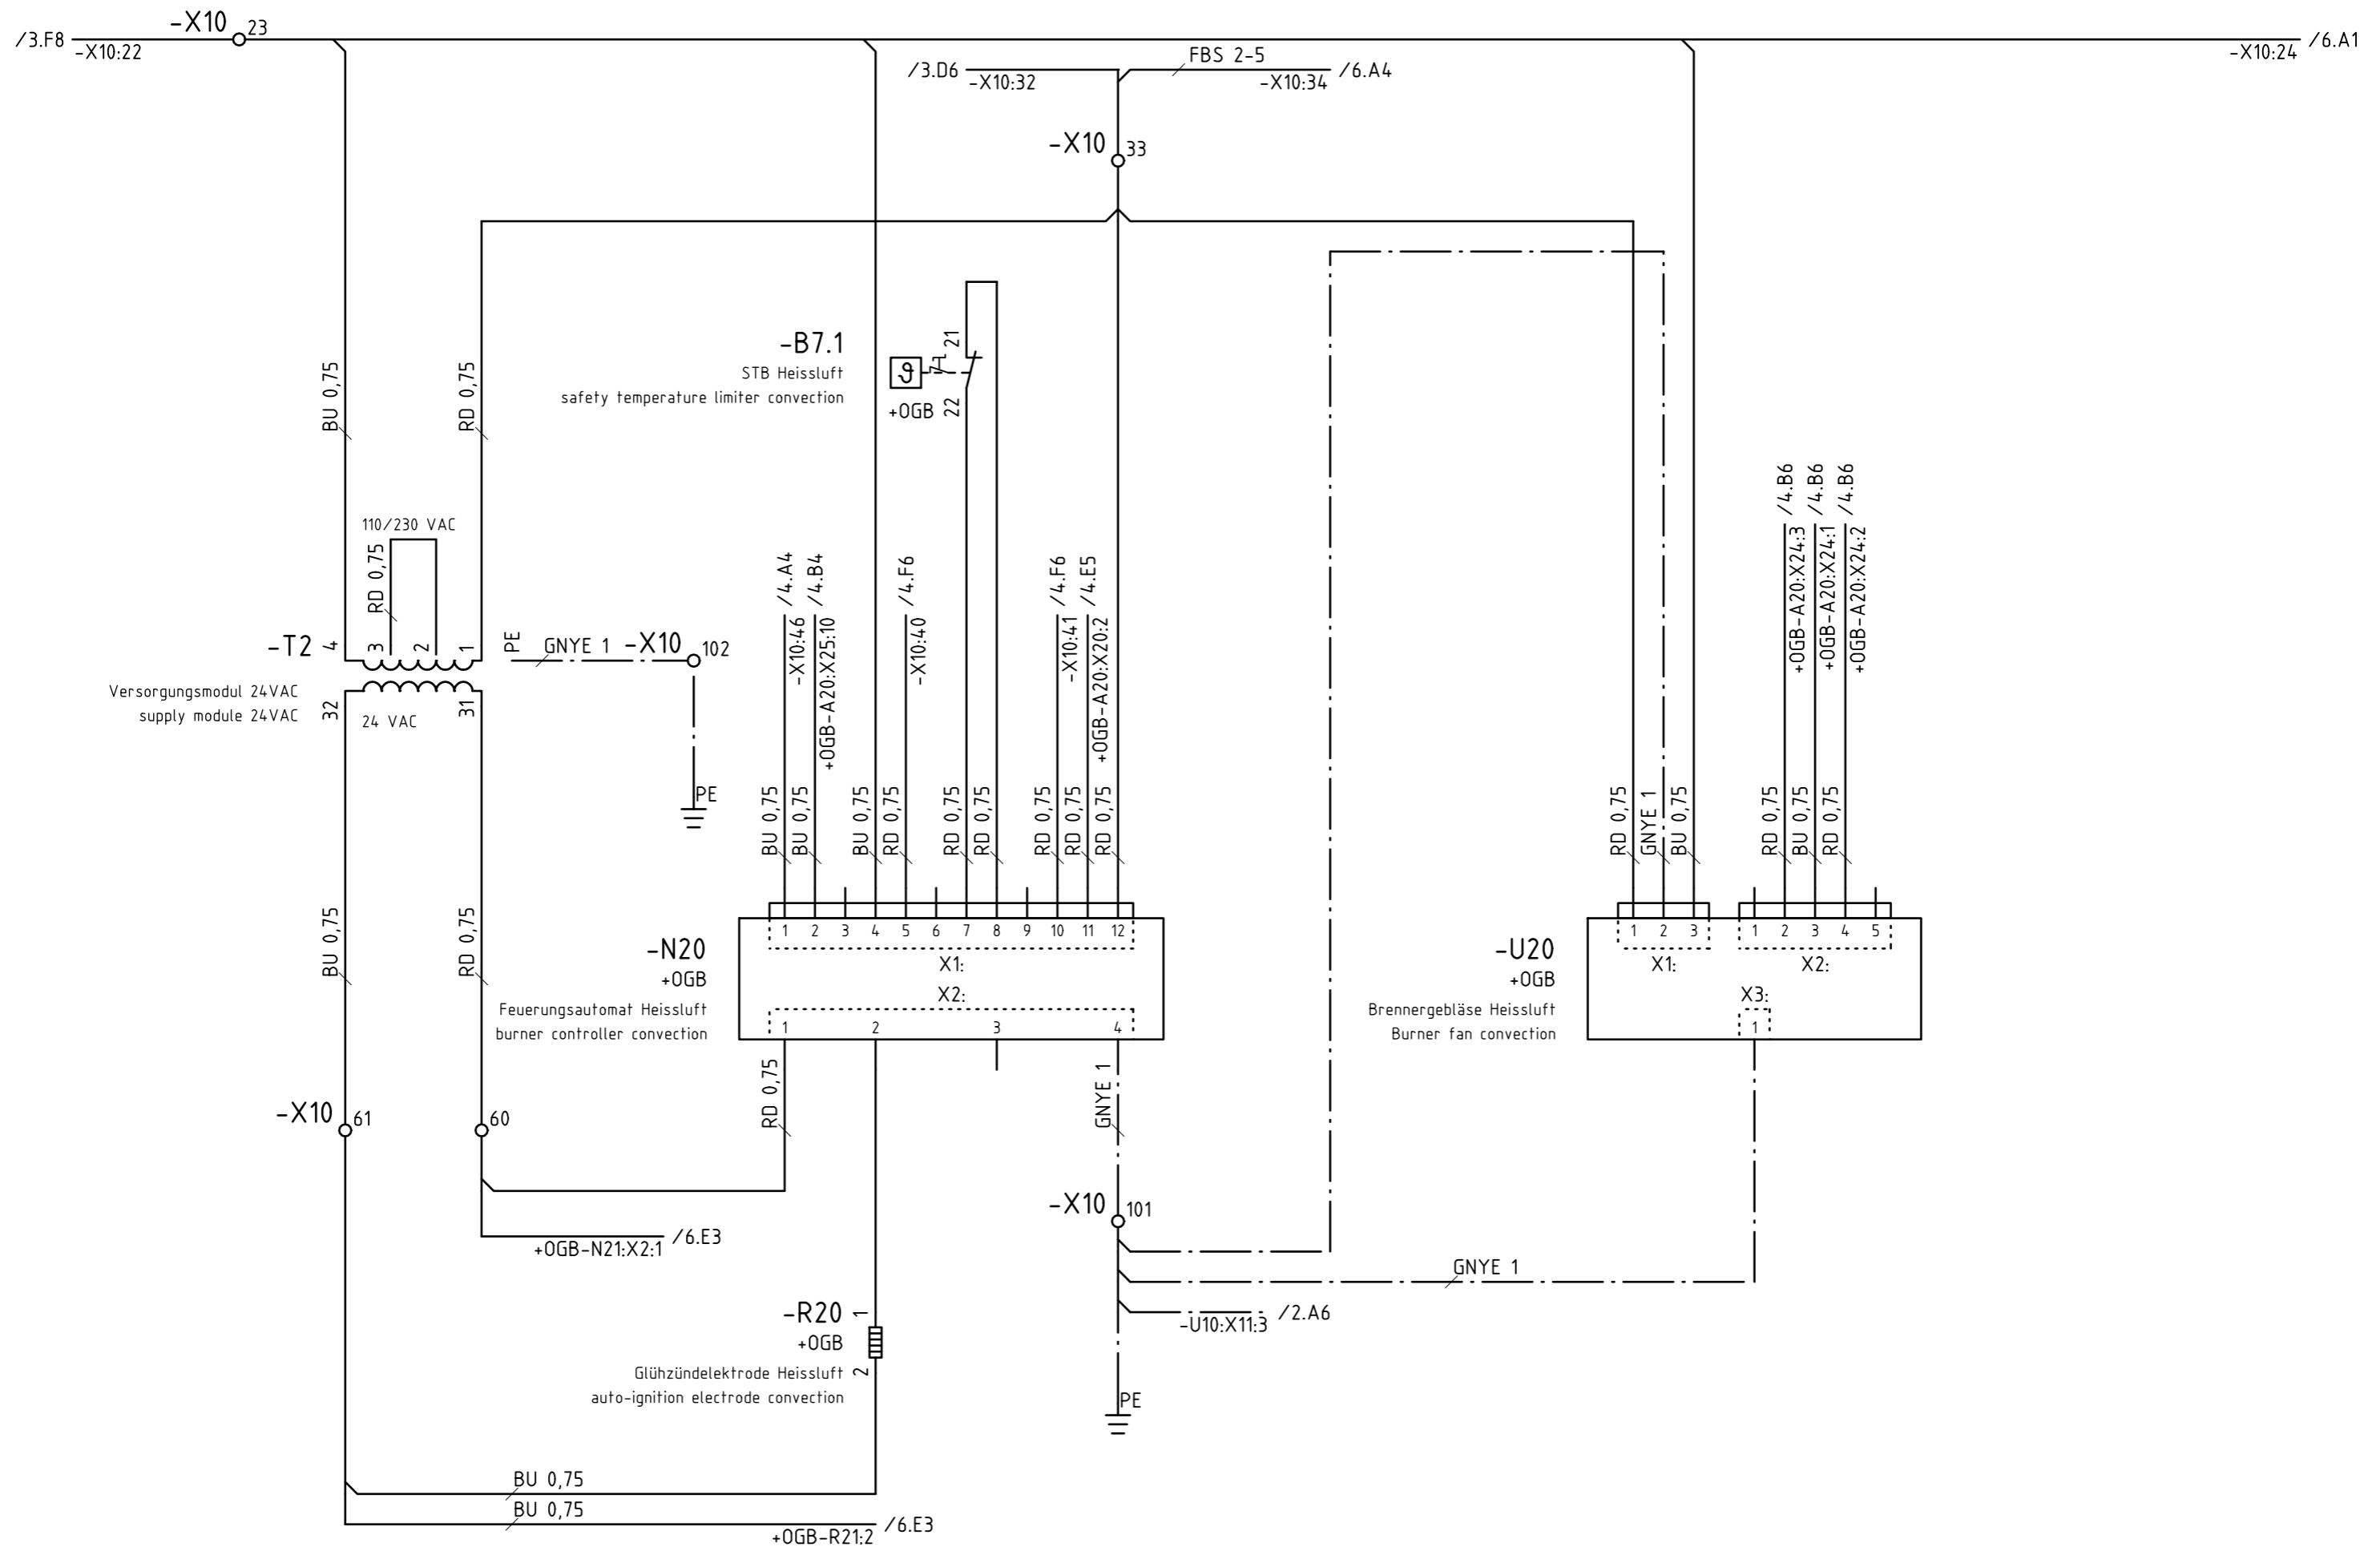 -X10 23
/3.F8
-X10:22
/6.A1
-X10:24
FBS 2-5
/3.D6
-X10:32
/6.A4
-X10:34
-X10 33
-B7.1
STB Heissluft
safety temperature limiter convection
ϑ
+OGB
21
22
BU 0,75
RD 0,75
110/230 VAC
RD 0,75
-T2
4
3
2
1
Versorgungsmodul 24VAC
supply module 24VAC
32
24 VAC
31
PE
GNYE 1
-X10 102
PE
/4.A4
-X10:46
/4.B4
+OGB-A20:X25:10
/4.F6
-X10:40
/4.F6
-X10:41
/4.E5
+OGB-A20:X20:2
/4.B6
+OGB-A20:X24:3
/4.B6
+OGB-A20:X24:1
/4.B6
+OGB-A20:X24:2
BU 0,75
BU 0,75
BU 0,75
RD 0,75
RD 0,75
RD 0,75
RD 0,75
RD 0,75
RD 0,75
RD 0,75
GNYE 1
BU 0,75
RD 0,75
BU 0,75
RD 0,75
BU 0,75
RD 0,75
-N20
+OGB
Feuerungsautomat Heissluft
burner controller convection
1 2 3 4 5 6 7 8 9 10 11 12
X1:
X2:
1 2 3 4
-U20
+OGB
Brennergebläse Heissluft
Burner fan convection
1 2 3
X1:
1 2 3 4 5
X2:
X3:
1
RD 0,75
GNYE 1
-X10 61
60
-X10 101
+OGB-N21:X2:1
/6.E3
GNYE 1
-U10:X11:3
/2.A6
-R20
+OGB
1
2
Glühzündelektrode Heissluft
auto-ignition electrode convection
PE
BU 0,75
BU 0,75
+OGB-R21:2
/6.E3